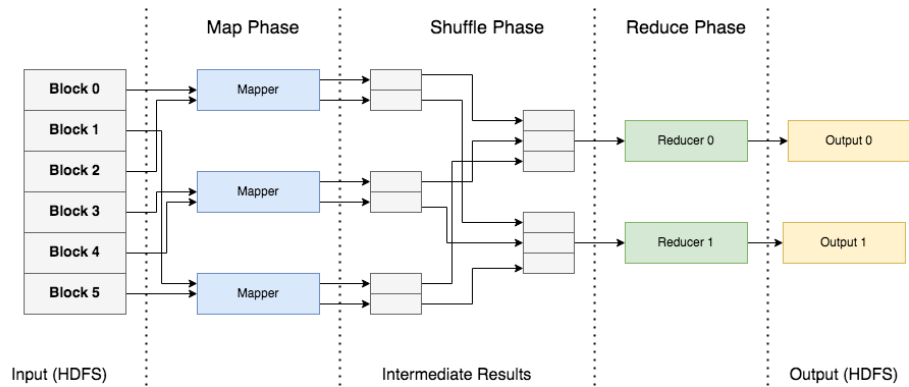 Map Phase
Shuffle Phase
Reduce Phase
Block 0
Block 1
Block 2
Block 3
Block 4
Block 5
Mapper
Mapper
Mapper
Reducer 0
Reducer 1
Output 0
Output 1
Input (HDFS)
Intermediate Results
Output (HDFS)